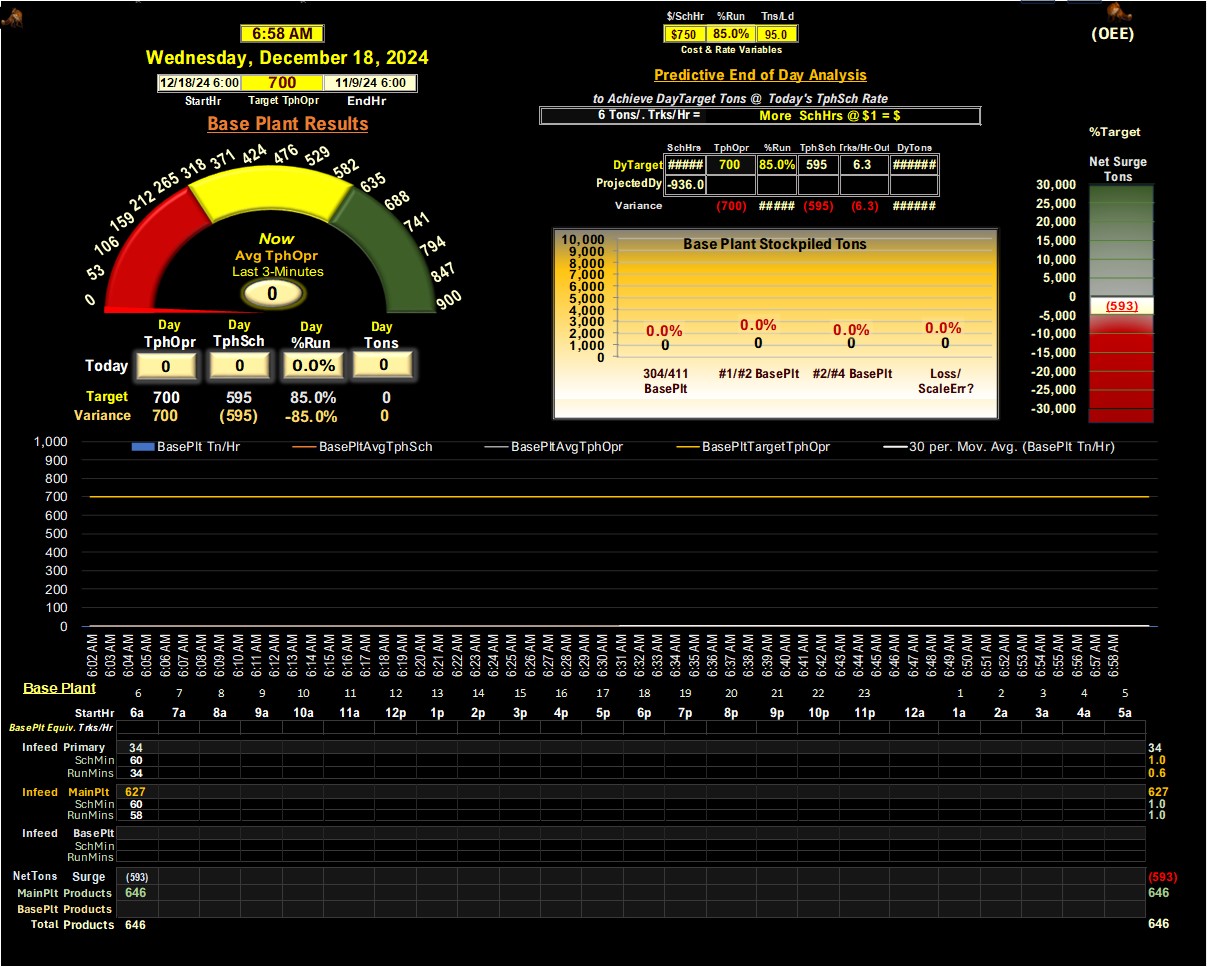 $/SchHr %Run Tns/Ld
6:58 AM $750 85.0% 95.0 (OEE)
Cost & Rate Variables
Wednesday, December 18, 2024
Predictive End of Day Analysis
12/18/24 6:00 700 11/9/24 6:00
StartHr Target TphOpr EndHr
to Achieve DayTarget Tons @ Today's TphSch Rate
6 Tons/. Trks/Hr = More SchHrs @ $1 = $
Base Plant Results
%Target
SchHrs TphOpr %Run TphSch Trks/Hr-Out DyTons
DyTarget ##### 700 85.0% 595 6.3 ######
ProjectedDy -936.0
Variance (700) ##### (595) (6.3) ######
Net Surge
Tons
30,000
25,000
20,000
15,000
10,000
5,000
0
(593)
-5,000
-10,000
-15,000
-20,000
-25,000
-30,000
0 53 106 159 212 265 318 371 424 476 529 582 635 688 741 794 847 900
Now
Avg TphOpr
Last 3-Minutes
0
Base Plant Stockpiled Tons
10,000
9,000
8,000
7,000
6,000
5,000
4,000
3,000
2,000
1,000
0
0.0% 0.0% 0.0% 0.0%
0 0 0 0
304/411 #1/#2 BasePlt #2/#4 BasePlt Loss/
BasePlt ScaleErr?
Day Day Day Day
TphOpr TphSch %Run Tons
Today 0 0 0.0% 0
Target 700 595 85.0% 0
Variance 700 (595) -85.0% 0
BasePlt Tn/Hr BasePltAvgTphSch BasePltAvgTphOpr BasePltTargetTphOpr 30 per. Mov. Avg. (BasePlt Tn/Hr)
1,000
900
800
700
600
500
400
300
200
100
0
6:02 AM 6:03 AM 6:04 AM 6:05 AM 6:06 AM 6:07 AM 6:08 AM 6:09 AM 6:10 AM 6:11 AM 6:12 AM 6:13 AM 6:14 AM 6:15 AM 6:16 AM 6:17 AM 6:18 AM 6:19 AM 6:20 AM 6:21 AM 6:22 AM 6:23 AM 6:24 AM 6:25 AM 6:26 AM 6:27 AM 6:28 AM 6:29 AM 6:30 AM 6:31 AM 6:32 AM 6:33 AM 6:34 AM 6:35 AM 6:36 AM 6:37 AM 6:38 AM 6:39 AM 6:40 AM 6:41 AM 6:42 AM 6:43 AM 6:44 AM 6:45 AM 6:46 AM 6:47 AM 6:48 AM 6:49 AM 6:50 AM 6:51 AM 6:52 AM 6:53 AM 6:54 AM 6:55 AM 6:56 AM 6:57 AM 6:58 AM
Base Plant 6 7 8 9 10 11 12 13 14 15 16 17 18 19 20 21 22 23 1 2 3 4 5
StartHr 6a 7a 8a 9a 10a 11a 12p 1p 2p 3p 4p 5p 6p 7p 8p 9p 10p 11p 12a 1a 2a 3a 4a 5a
BasePlt Equiv. Trks/Hr
Infeed Primary 34 34
SchMin 60 1.0
RunMins 34 0.6
Infeed MainPlt 627 627
SchMin 60 1.0
RunMins 58 1.0
Infeed BasePlt
SchMin
RunMins
NetTons Surge (593) (593)
MainPlt Products 646 646
BasePlt Products
Total Products 646 646